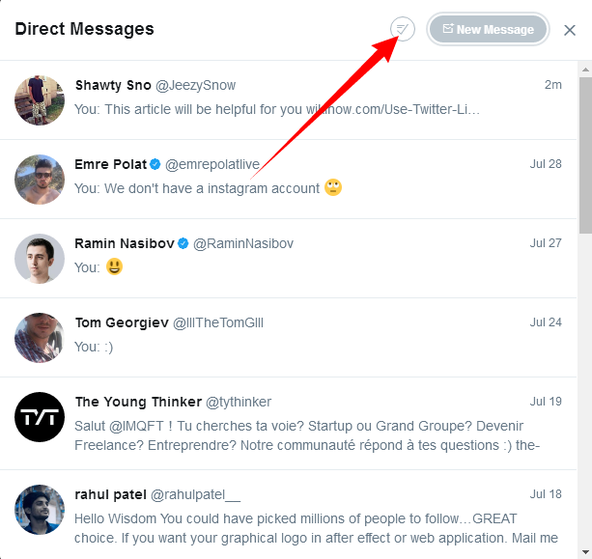 Direct Messages
New Message
Shawty Sno @JeezySnow 2m
You: This article will be helpful for you wikihow.com/Use-Twitter-Li…
Emre Polat @emrepolatlive Jul 28
You: We don't have a instagram account 🙄
Ramin Nasibov @RaminNasibov Jul 27
You: 😃
Tom Georgiev @lllTheTomGlll Jul 24
You: :)
TYT
The Young Thinker @tythinker Jul 19
Salut @IMQFT ! Tu cherches ta voie? Startup ou Grand Groupe? Devenir
Freelance? Entreprendre? Notre communauté répond à tes questions :) the-
rahul patel @rahulpatel__ Jul 18
Hello Wisdom You could have picked millions of people to follow…GREAT
choice. If you want your graphical logo in after effect or web application. Mail me